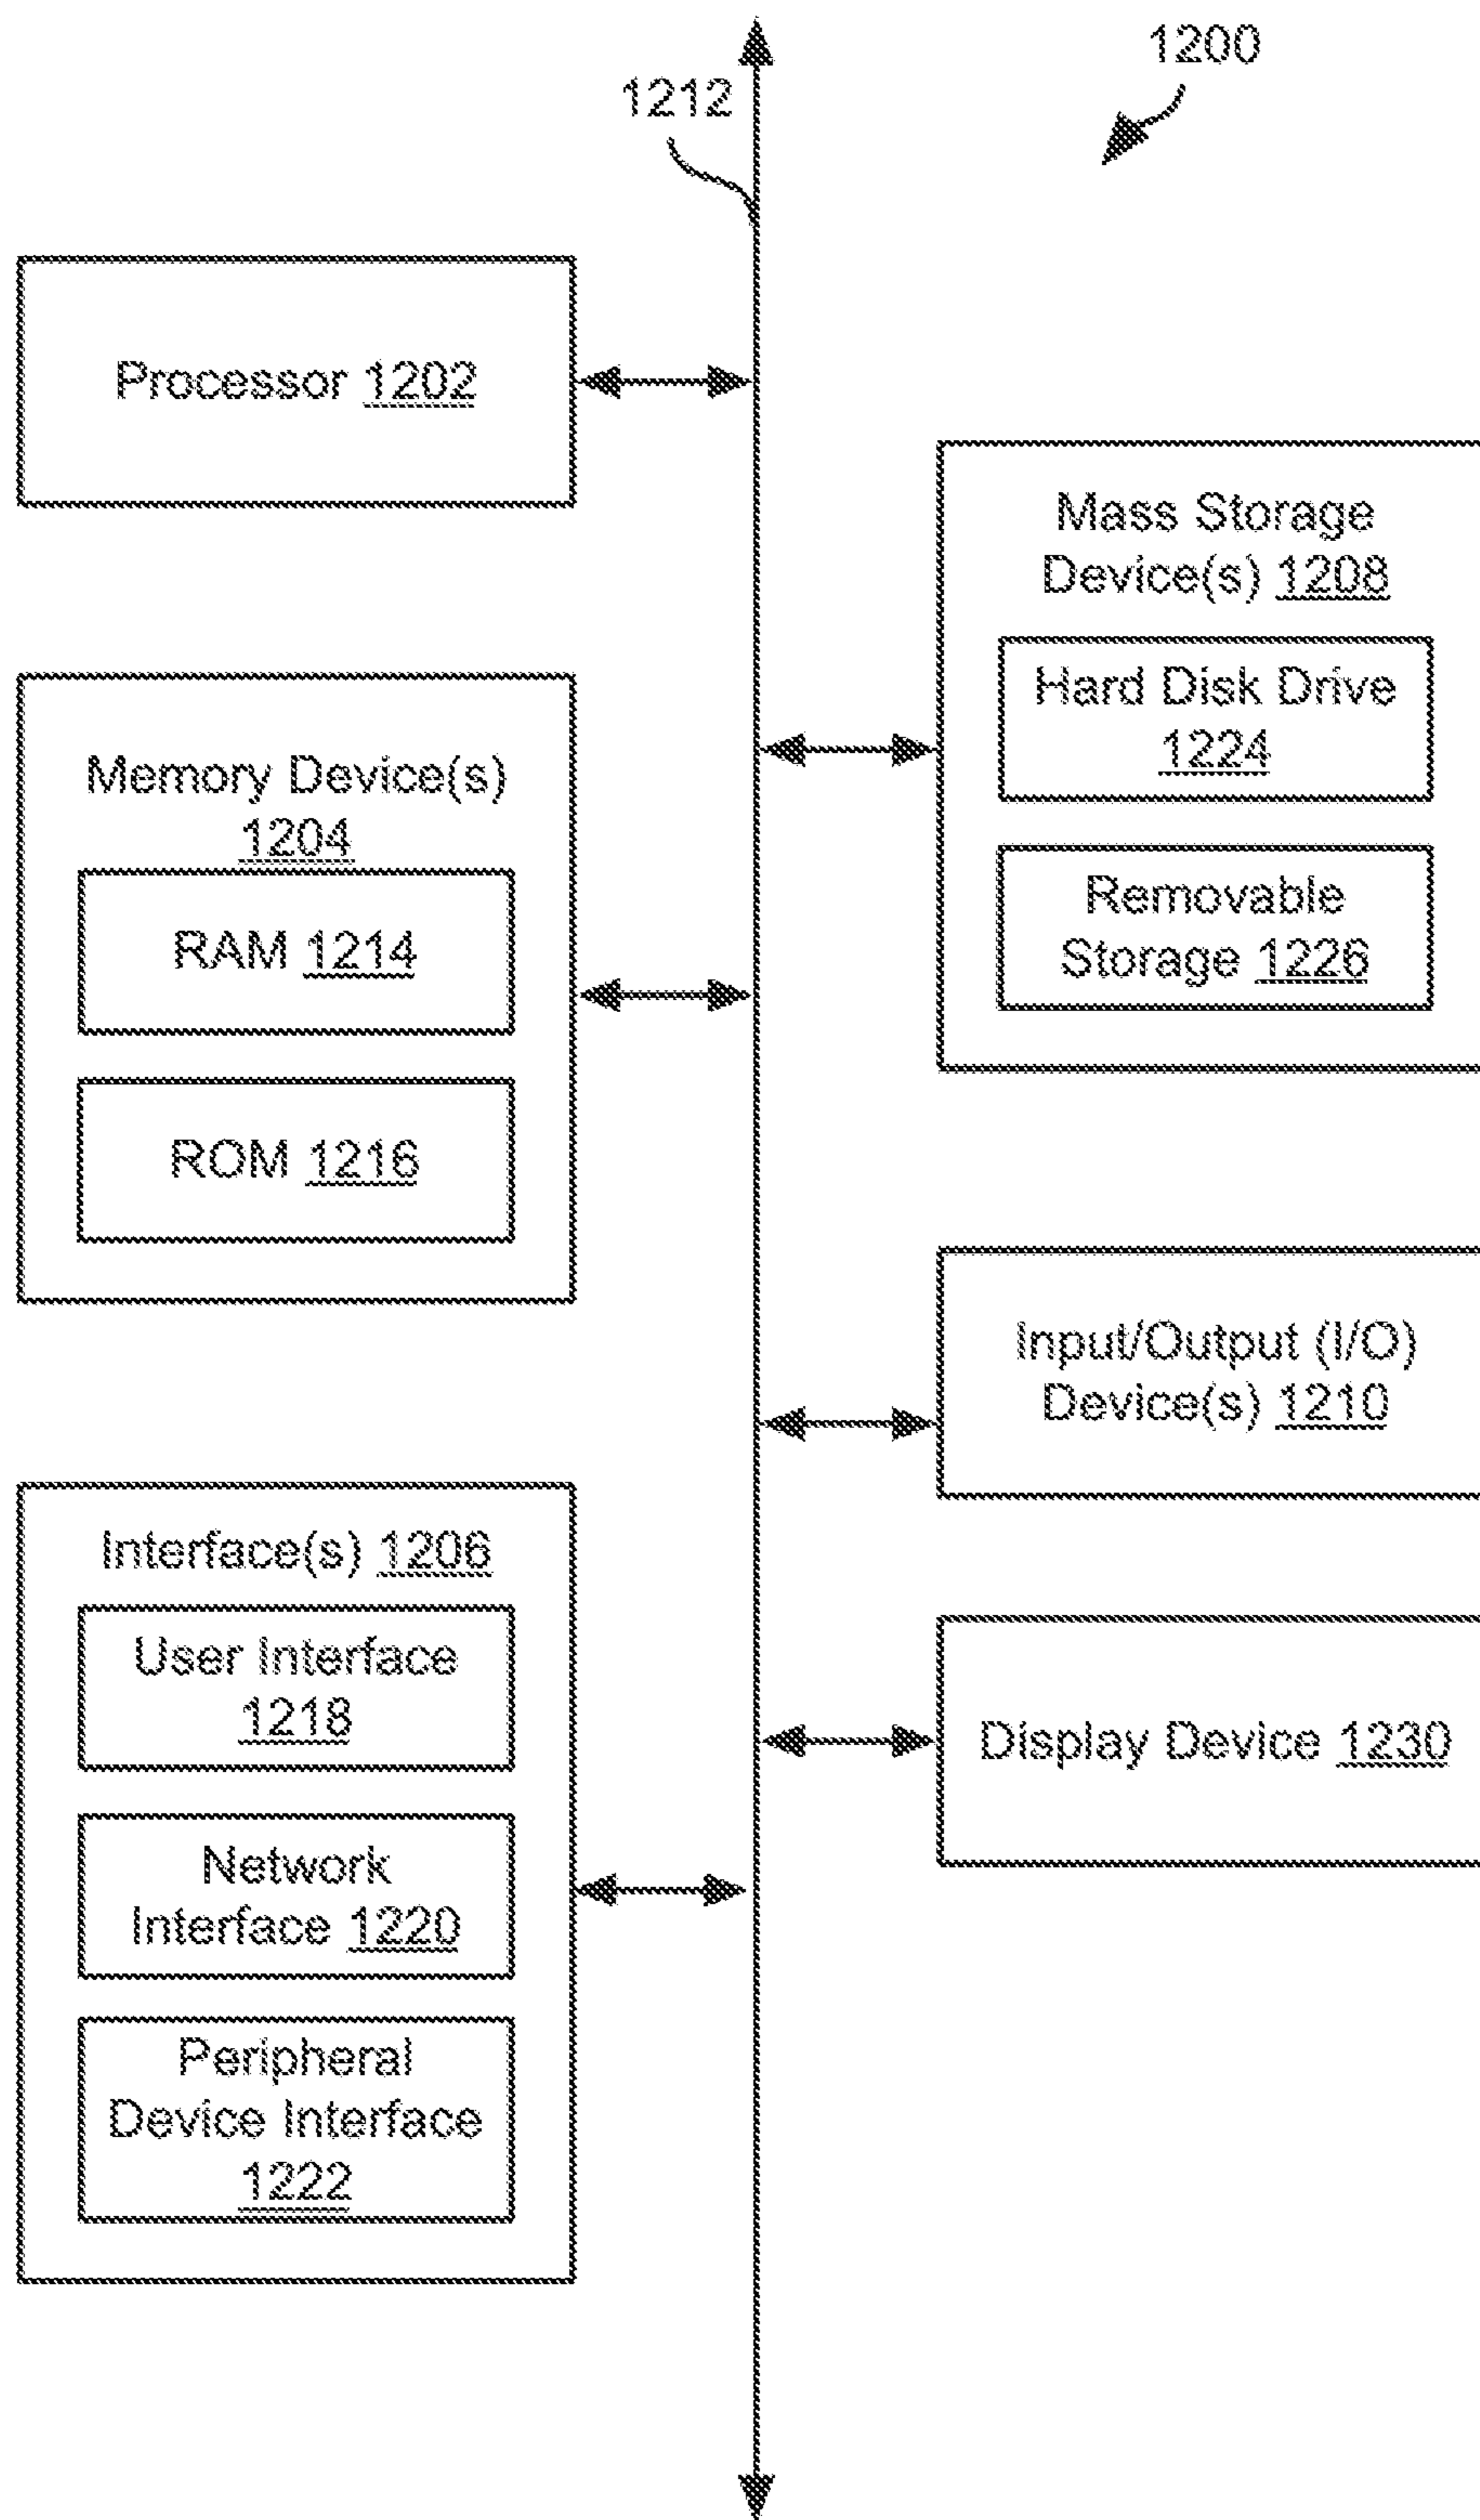 1200
1212
Processor 1202
Mass Storage
Device(s) 1208
Hard Disk Drive
1224
Removable
Storage 1226
Memory Device(s)
1204
RAM 1214
ROM 1216
Input/Output (I/O)
Device(s) 1210
Interface(s) 1206
User Interface
1218
Network
Interface 1220
Peripheral
Device Interface
1222
Display Device 1230